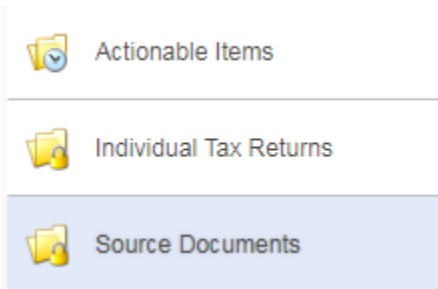 Actionable Items
Individual Tax Returns
Source Documents